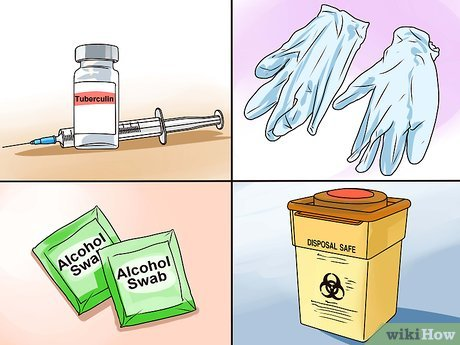 Tuberculin
Alcohol
Swab
Alcohol
Swab
DISPOSAL SAFE
wikiHow